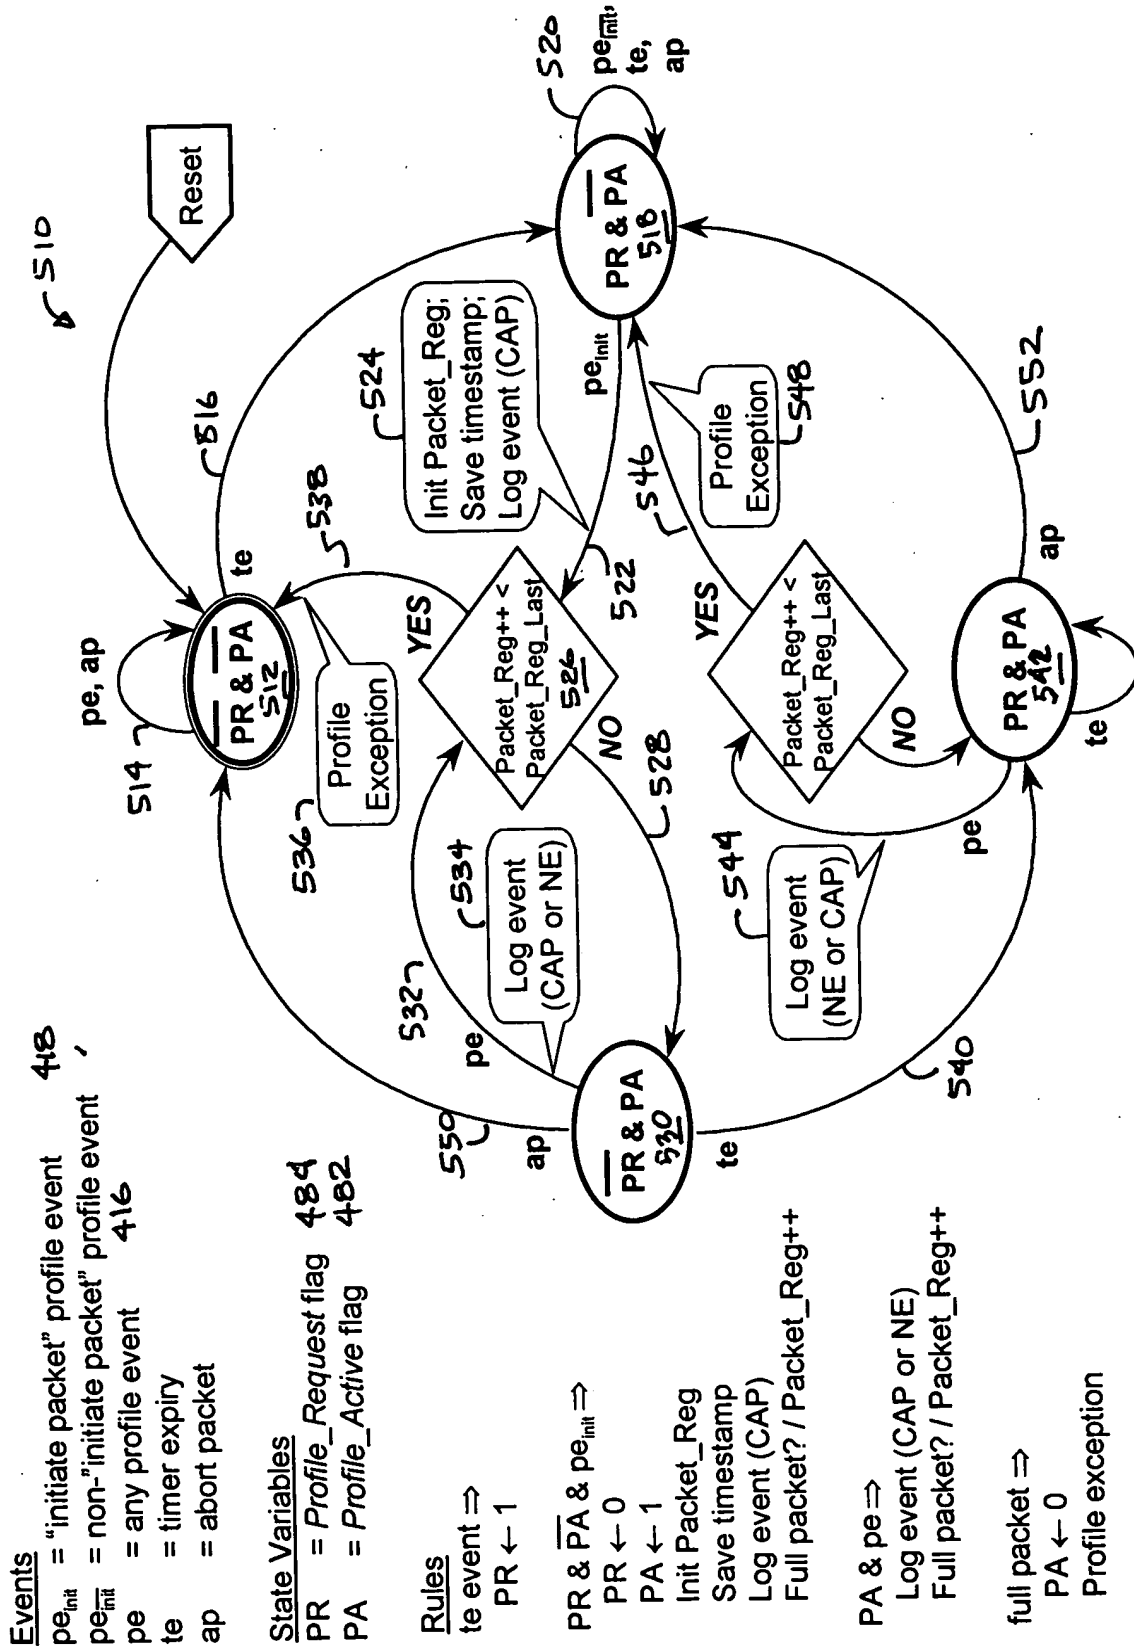 Events
pe_init = "initiate packet" profile event 418
pe_i̅n̅i̅t̅ = non-"initiate packet" profile event
pe = any profile event 416
te = timer expiry
ap = abort packet
State Variables
PR = Profile_Request flag 484
PA = Profile_Active flag 482
Rules
te event ⇒
PR ← 1
PR & P̅A̅ & pe_init ⇒
PR ← 0
PA ← 1
Init Packet_Reg
Save timestamp
Log event (CAP)
Full packet? / Packet_Reg++
PA & pe ⇒
Log event (CAP or NE)
Full packet? / Packet_Reg++
full packet ⇒
PA ← 0
Profile exception
510
Reset
pe, ap
514
P̅R̅ & P̅A̅
512
te
516
538
Profile
Exception
536
YES
Packet_Reg++ <
Packet_Reg_Last
526
NO
528
522
524
Init Packet_Reg;
Save timestamp;
Log event (CAP)
pe_init
PR & P̅A̅
518
520
pe_i̅n̅i̅t̅,
te,
ap
550
ap
pe
532
534
Log event
(CAP or NE)
P̅R̅ & PA
530
te
540
544
Log event
(NE or CAP)
pe
Packet_Reg++ <
Packet_Reg_Last
YES
NO
546
Profile
Exception
548
PR & PA
542
te
ap
552